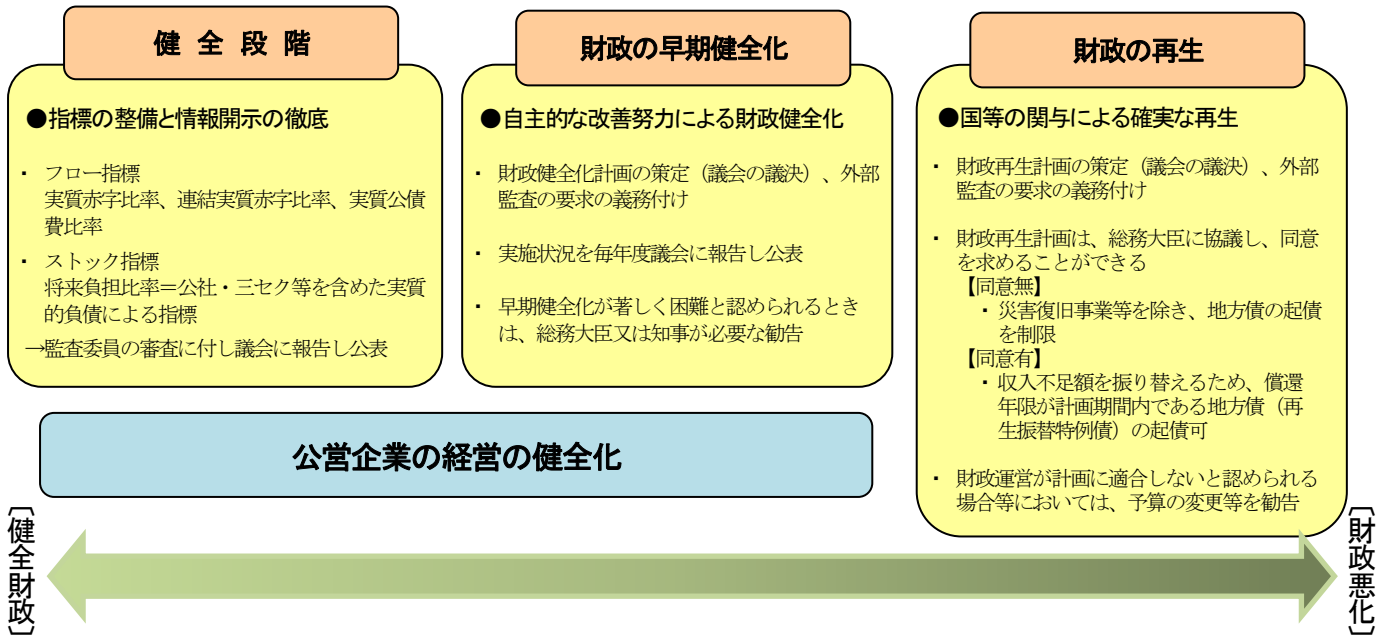 健 全 段 階
●指標の整備と情報開示の徹底
・ フロー指標
実質赤字比率、連結実質赤字比率、実質公債
費比率
・ ストック指標
将来負担比率＝公社・三セク等を含めた実質
的負債による指標
→監査委員の審査に付し議会に報告し公表
財政の早期健全化
●自主的な改善努力による財政健全化
・ 財政健全化計画の策定（議会の議決）、外部
監査の要求の義務付け
・ 実施状況を毎年度議会に報告し公表
・ 早期健全化が著しく困難と認められるとき
は、総務大臣又は知事が必要な勧告
財政の再生
●国等の関与による確実な再生
・ 財政再生計画の策定（議会の議決）、外部
監査の要求の義務付け
・ 財政再生計画は、総務大臣に協議し、同意
を求めることができる
【同意無】
・ 災害復旧事業等を除き、地方債の起債
を制限
【同意有】
・ 収入不足額を振り替えるため、償還
年限が計画期間内である地方債（再
生振替特例債）の起債可
・ 財政運営が計画に適合しないと認められる
場合等においては、予算の変更等を勧告
公営企業の経営の健全化
〔健全財政〕
〔財政悪化〕